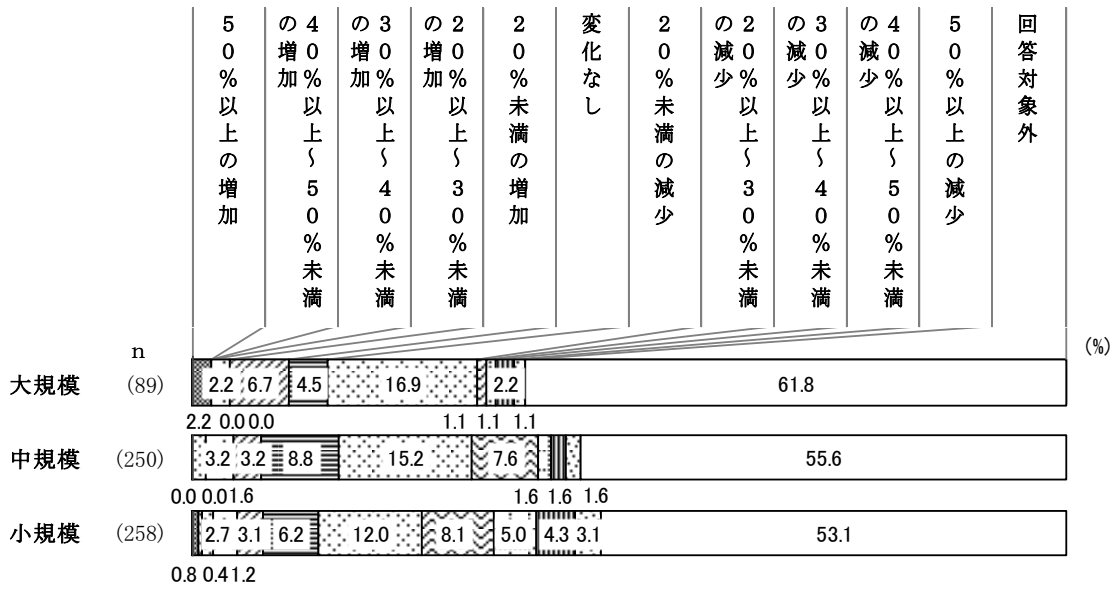 50%以上の増加
40%以上～50%未満の増加
30%以上～40%未満の増加
20%以上～30%未満の増加
20%未満の増加
変化なし
20%未満の減少
20%以上～30%未満の減少
30%以上～40%未満の減少
40%以上～50%未満の減少
50%以上の減少
回答対象外
n
(%)
大規模 (89) 2.2 6.7 4.5 16.9 2.2 61.8
2.2 0.0 0.0 1.1 1.1 1.1
中規模 (250) 3.2 3.2 8.8 15.2 7.6 55.6
0.0 0.0 1.6 1.6 1.6 1.6
小規模 (258) 2.7 3.1 6.2 12.0 8.1 5.0 4.3 3.1 53.1
0.8 0.4 1.2